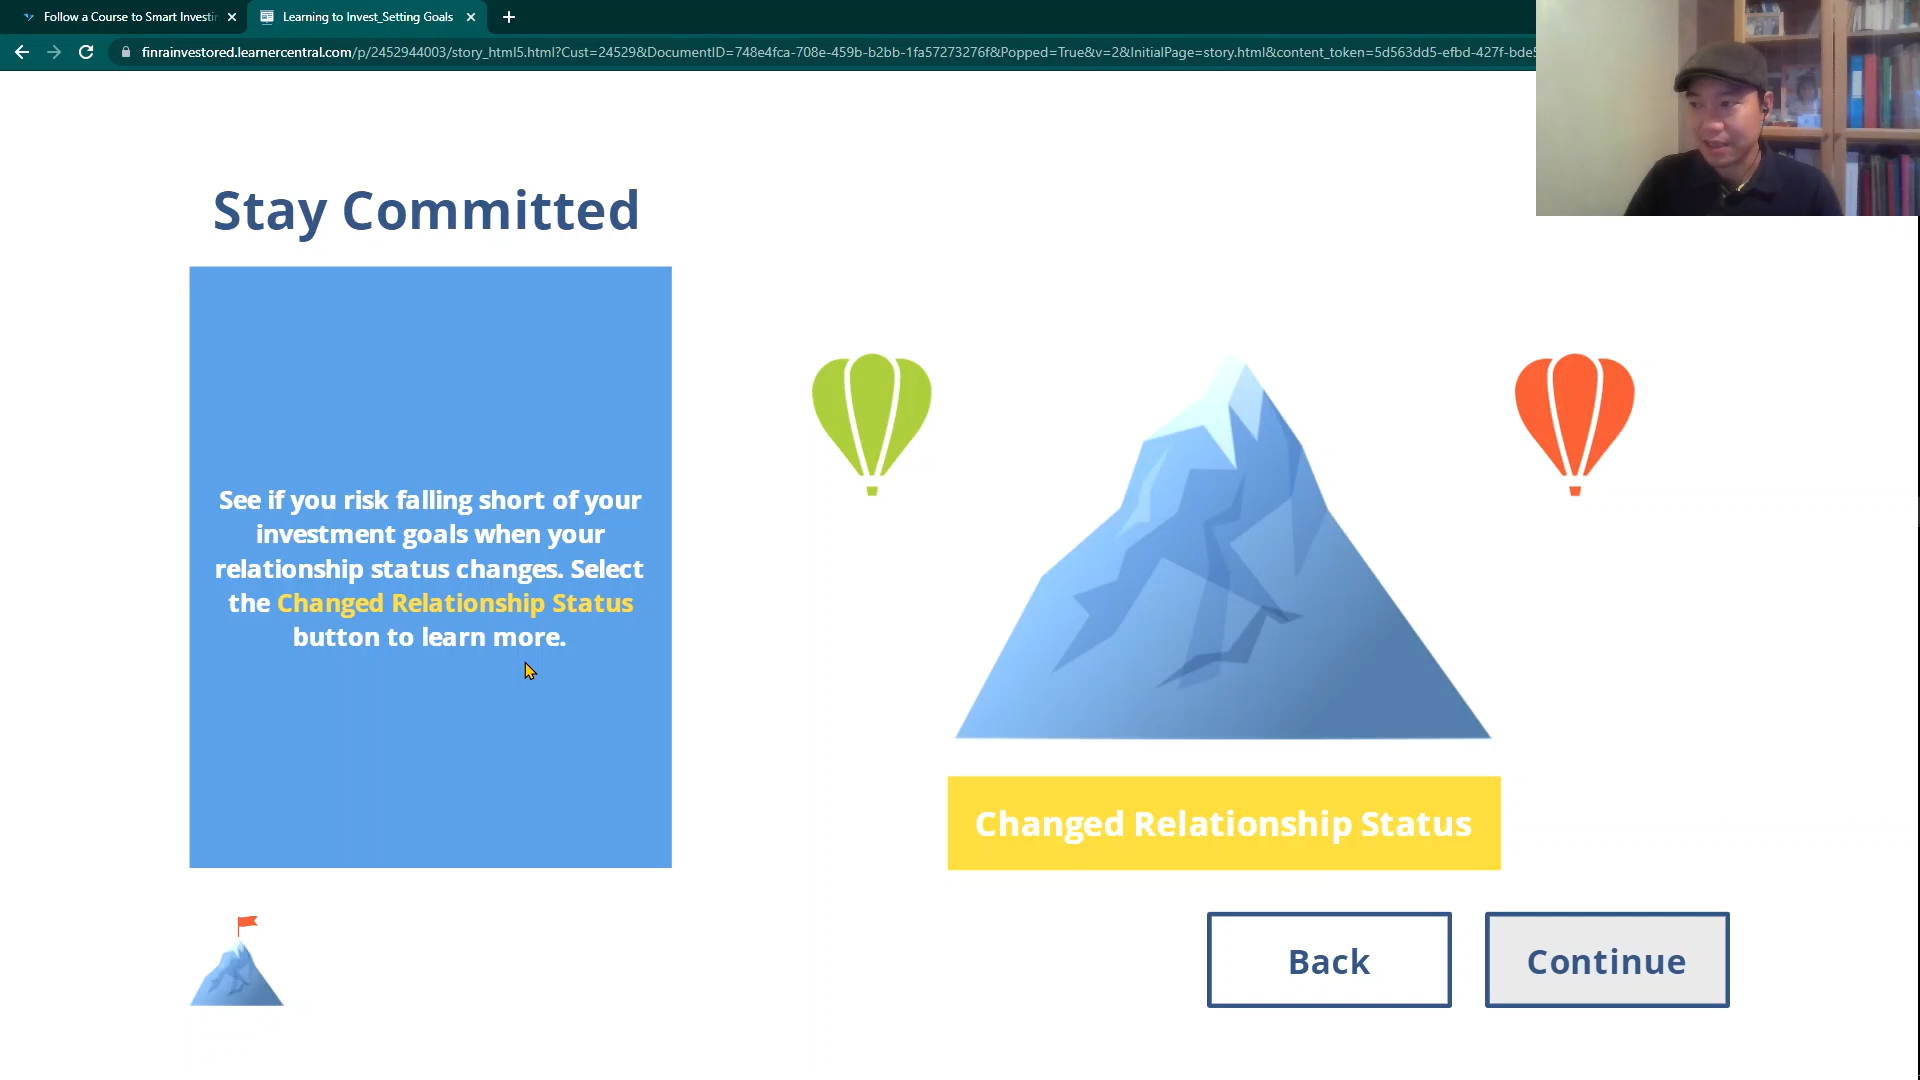 Follow a Course to Smart Investin
Learning to Invest_Setting Goals
finrainvestored.learnercentral.com/p/2452944003/story_html5.html?Cust=24529&DocumentID=748e4fca-708e-459b-b2bb-1fa57273276f&Popped=True&v=2&InitialPage=story.html&content_token=5d563dd5-efbd-427f-bde5
Stay Committed
See if you risk falling short of your
investment goals when your
relationship status changes. Select
the Changed Relationship Status
button to learn more.
Changed Relationship Status
Back
Continue